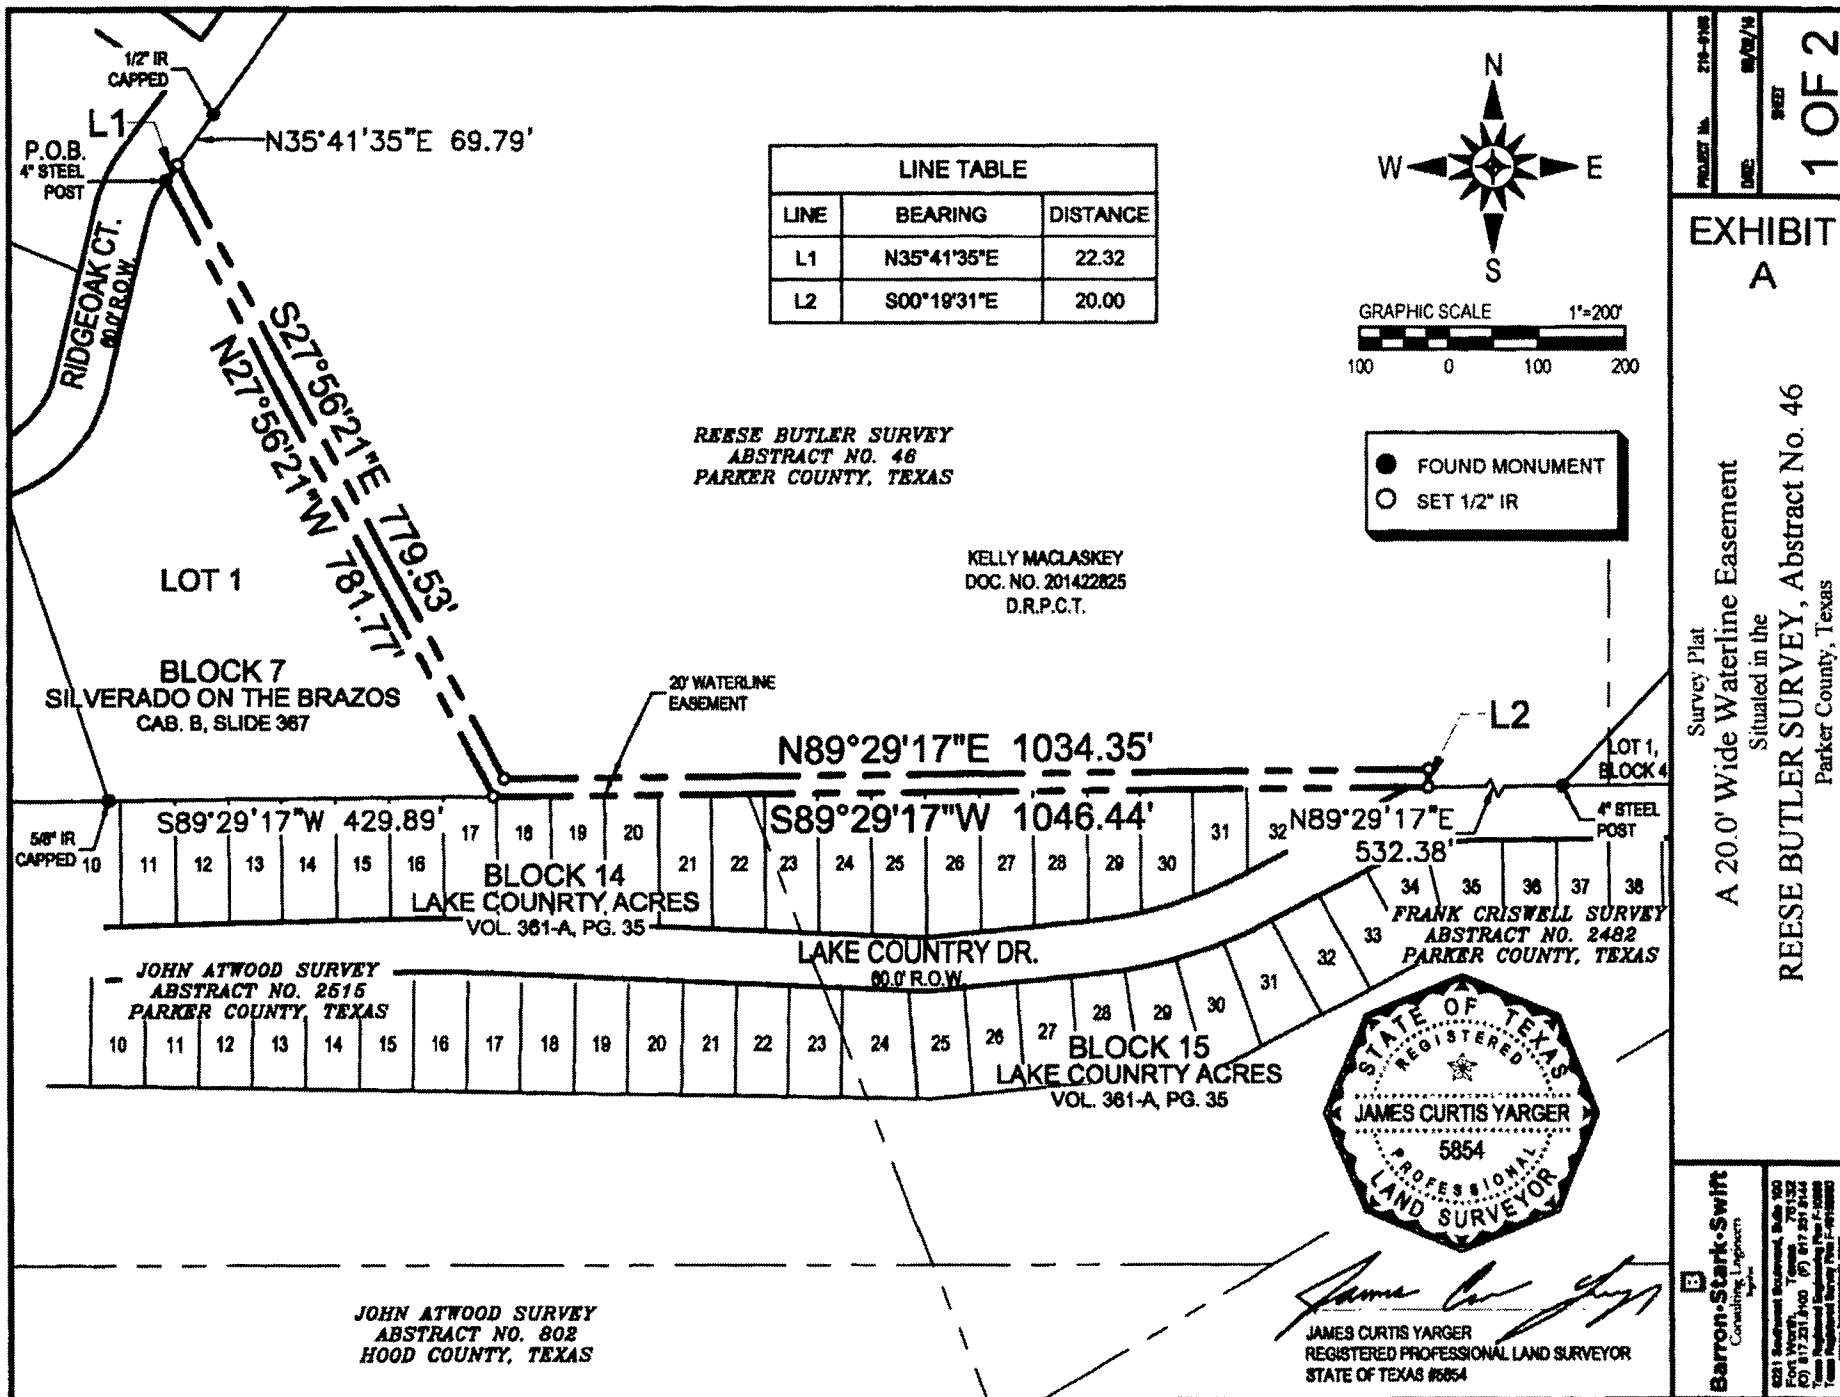 1/2" IR
CAPPED
L1
P.O.B.
4" STEEL
POST
N35°41'35"E 69.79'
RIDGEOAK CT.
60.0' R.O.W.
S27°56'21"E 779.53'
N27°56'21"W 781.77'
LINE TABLE
LINE BEARING DISTANCE
L1 N35°41'35"E 22.32
L2 S00°19'31"E 20.00
N
W E
S
GRAPHIC SCALE 1"=200'
100 0 100 200
REESE BUTLER SURVEY
ABSTRACT NO. 46
PARKER COUNTY, TEXAS
FOUND MONUMENT
SET 1/2" IR
KELLY MACLASKEY
DOC. NO. 201422825
D.R.P.C.T.
LOT 1
BLOCK 7
SILVERADO ON THE BRAZOS
CAB. B, SLIDE 367
20' WATERLINE
EASEMENT
L2
N89°29'17"E 1034.35'
LOT 1,
BLOCK 4
S89°29'17"W 429.89'
S89°29'17"W 1046.44'
N89°29'17"E
532.38'
4" STEEL
POST
5/8" IR
CAPPED
10 11 12 13 14 15 16 17 18 19 20 21 22 23 24 25 26 27 28 29 30 31 32
34 35 36 37 38
BLOCK 14
LAKE COUNRTY ACRES
VOL. 361-A, PG. 35
FRANK CRISWELL SURVEY
ABSTRACT NO. 2482
PARKER COUNTY, TEXAS
LAKE COUNTRY DR.
60.0' R.O.W.
JOHN ATWOOD SURVEY
ABSTRACT NO. 2515
PARKER COUNTY, TEXAS
10 11 12 13 14 15 16 17 18 19 20 21 22 23 24 25 26 27 28 29 30 31 32 33
BLOCK 15
LAKE COUNRTY ACRES
VOL. 361-A, PG. 35
STATE OF TEXAS
REGISTERED
JAMES CURTIS YARGER
5854
PROFESSIONAL
LAND SURVEYOR
JOHN ATWOOD SURVEY
ABSTRACT NO. 802
HOOD COUNTY, TEXAS
JAMES CURTIS YARGER
REGISTERED PROFESSIONAL LAND SURVEYOR
STATE OF TEXAS #5854
PROJECT No.
DATE:
SHEET
1 OF 2
EXHIBIT
A
Survey Plat
A 20.0' Wide Waterline Easement
Situated in the
REESE BUTLER SURVEY, Abstract No. 46
Parker County, Texas
Barron•Stark•Swift
Consulting Engineers